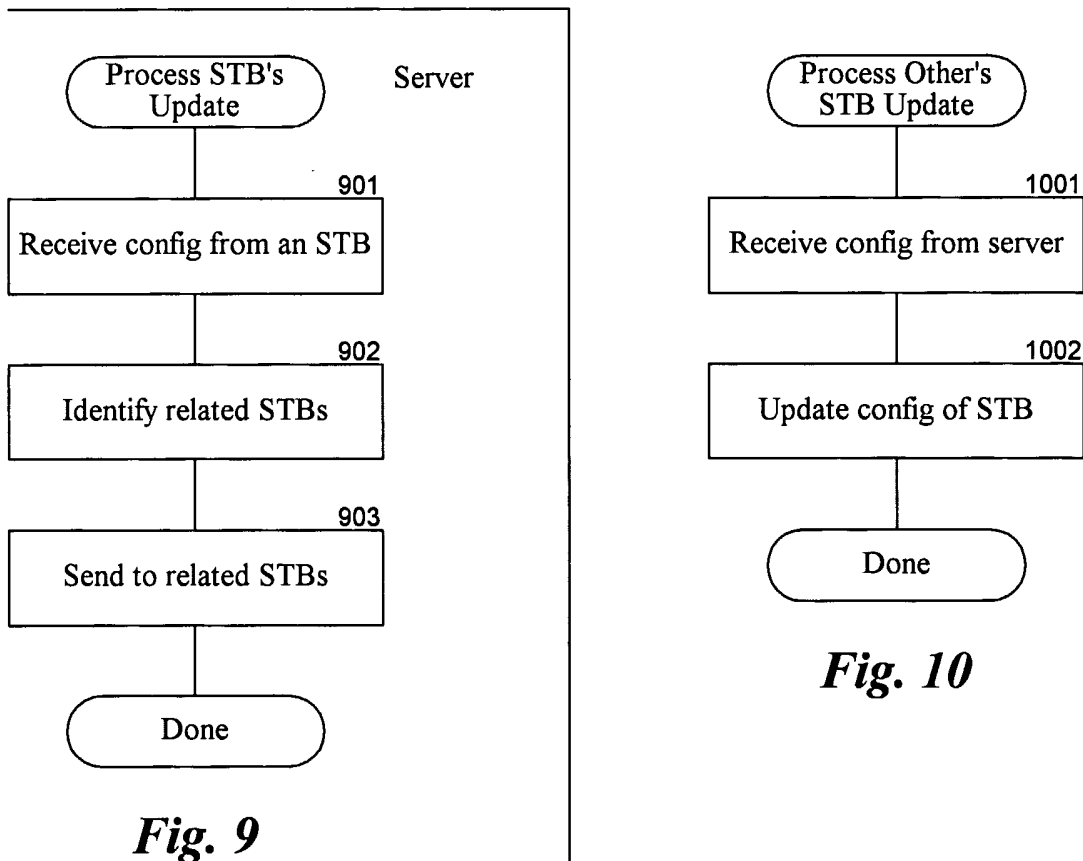 Process STB's
Update
Server
901
Receive config from an STB
902
Identify related STBs
903
Send to related STBs
Done
Fig. 9
Process Other's
STB Update
1001
Receive config from server
1002
Update config of STB
Done
Fig. 10